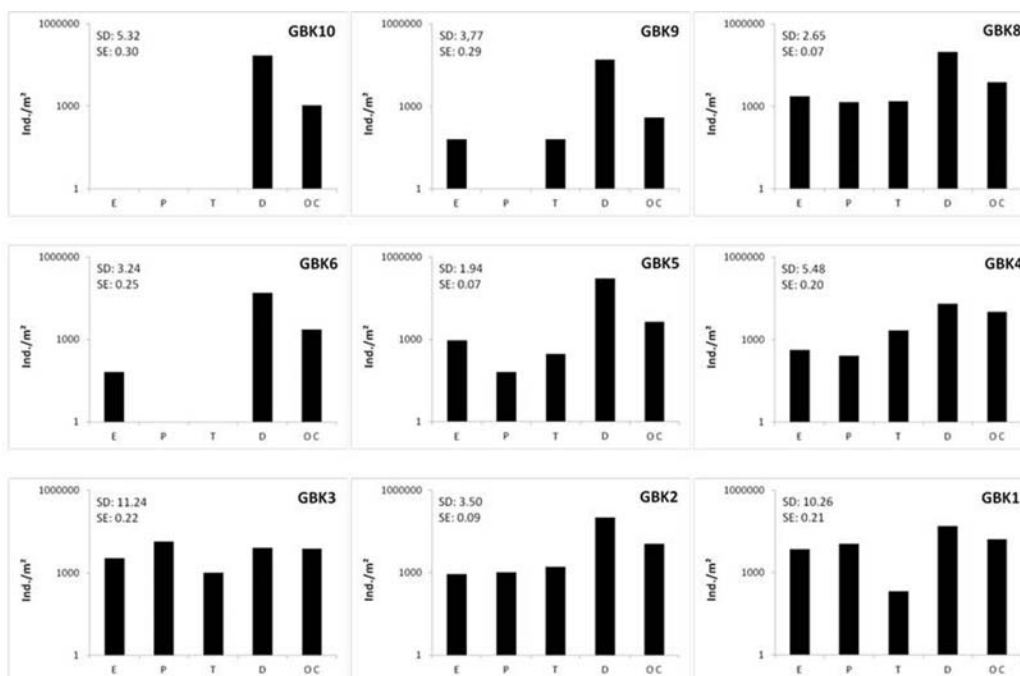 1000000
SD: 5.32
SE: 0.30
GBK10
Ind./m²
1000
1
E P T D OC
1000000
SD: 3,77
SE: 0.29
GBK9
Ind./m²
1000
1
E P T D OC
1000000
SD: 2.65
SE: 0.07
GBK8
Ind./m²
1000
1
E P T D OC
1000000
SD: 3.24
SE: 0.25
GBK6
Ind./m²
1000
1
E P T D OC
1000000
SD: 1.94
SE: 0.07
GBK5
Ind./m²
1000
1
E P T D OC
1000000
SD: 5.48
SE: 0.20
GBK4
Ind./m²
1000
1
E P T D OC
1000000
SD: 11.24
SE: 0.22
GBK3
Ind./m²
1000
1
E P T D OC
1000000
SD: 3.50
SE: 0.09
GBK2
Ind./m²
1000
1
E P T D OC
1000000
SD: 10.26
SE: 0.21
GBK1
Ind./m²
1000
1
E P T D OC